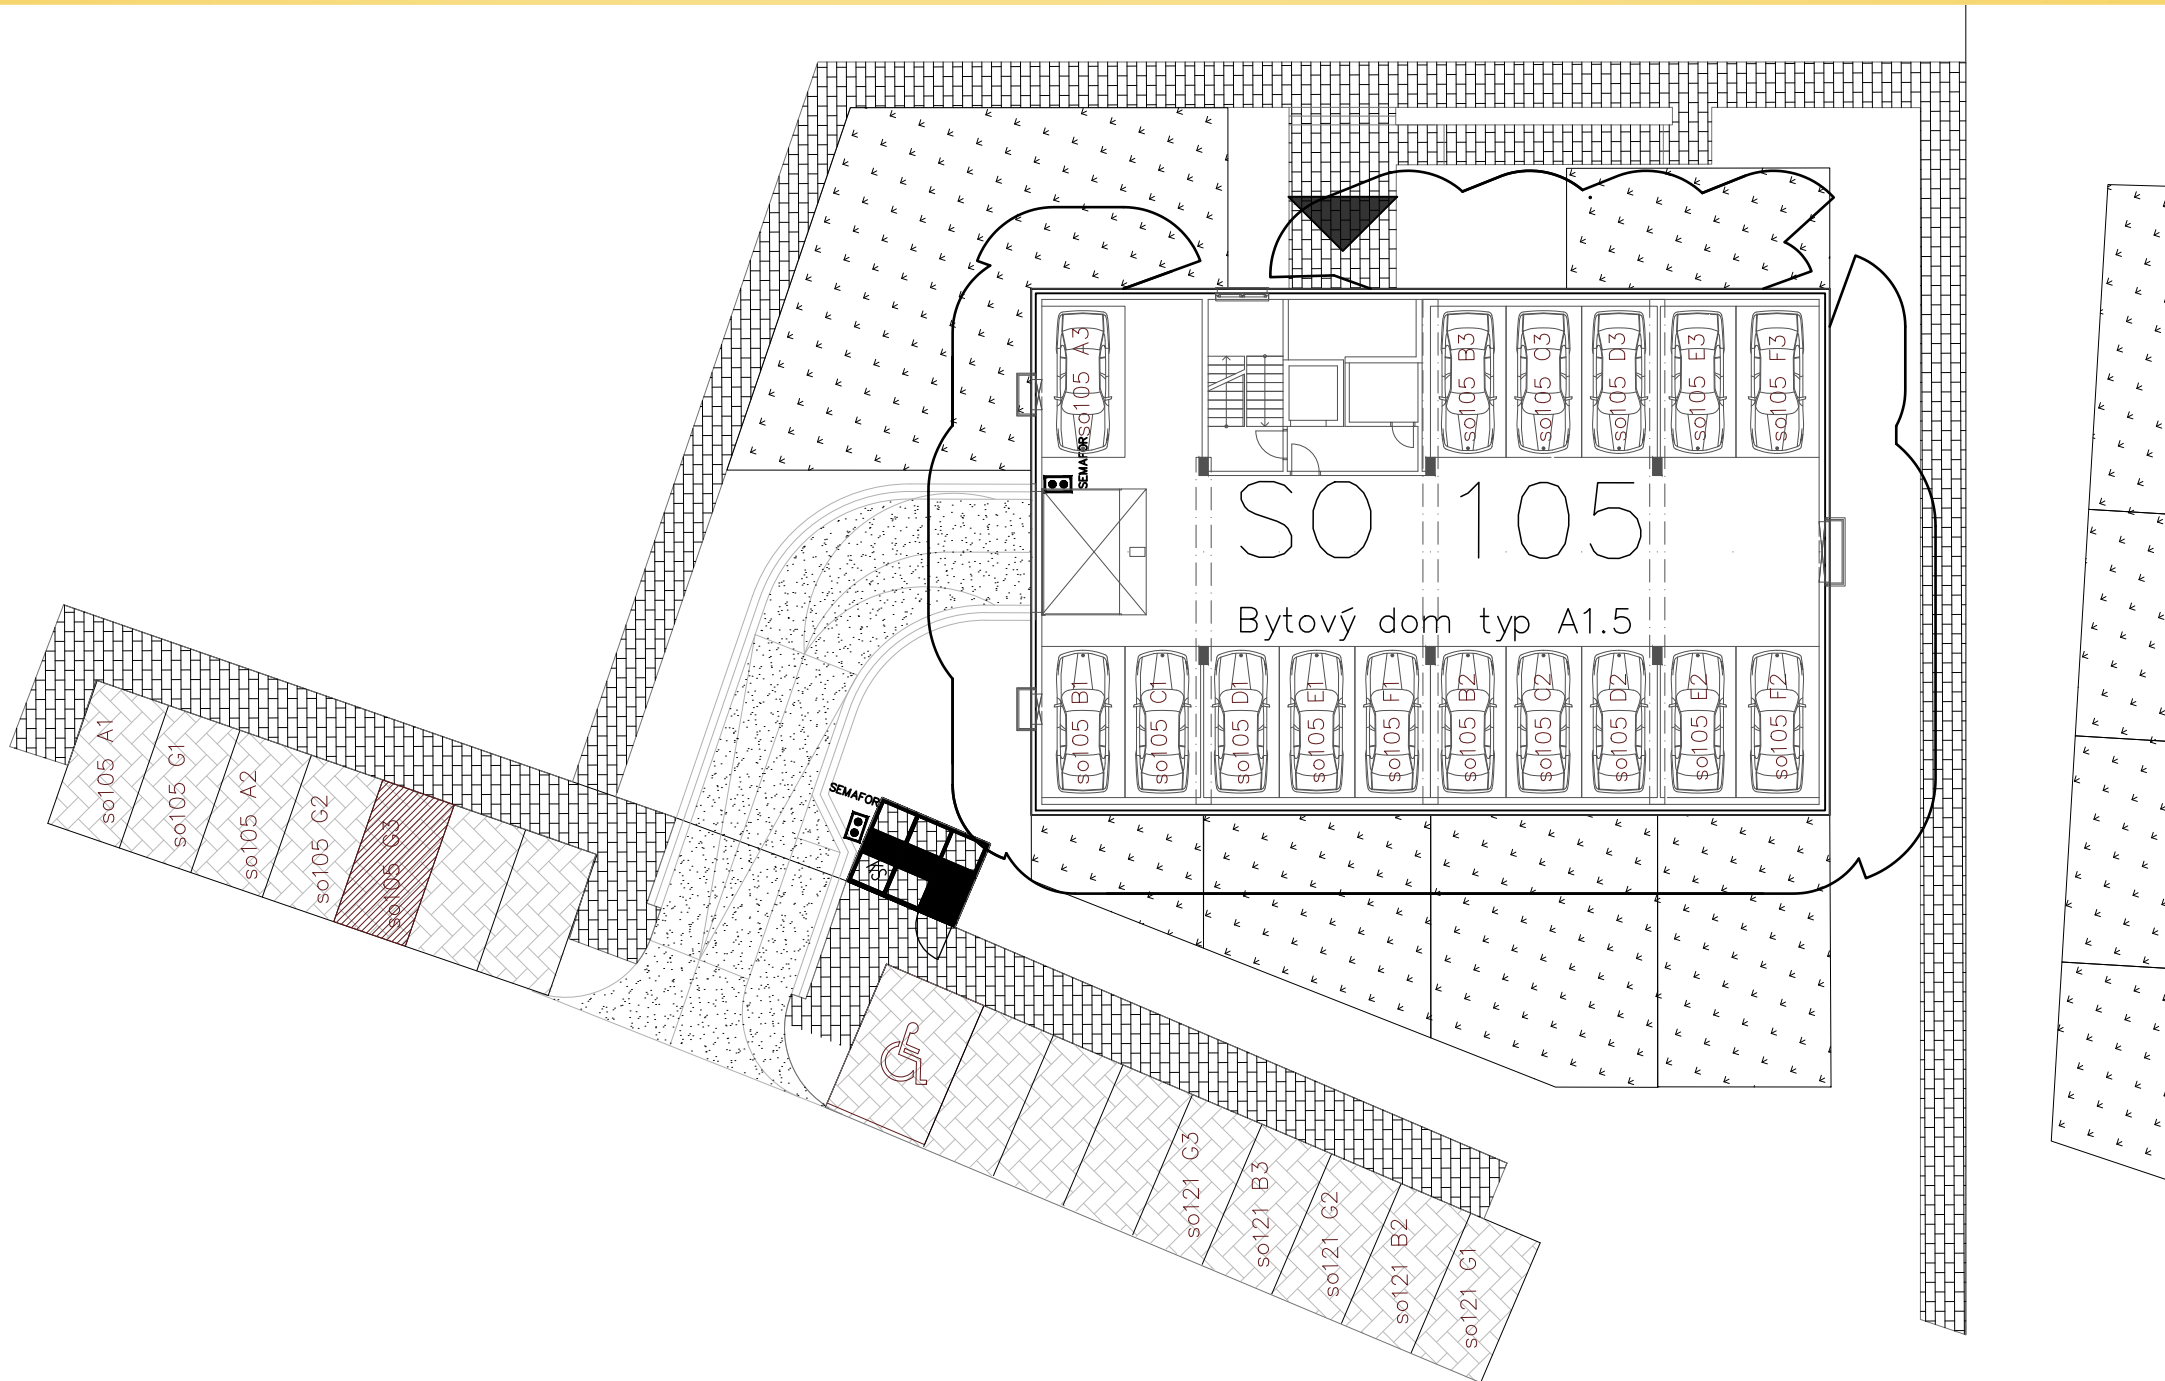 so105 A3
so105 B3
so105 C3
so105 D3
so105 E3
so105 F3
SEMAFOR
SO 105
Bytový dom typ A1.5
so105 B1
so105 C1
so105 D1
so105 E1
so105 F1
so105 B2
so105 C2
so105 D2
so105 E2
so105 F2
so105 A1
so105 G1
so105 A2
so105 G2
so105 G3
SEMAFOR
so121 G3
so121 B3
so121 G2
so121 B2
so121 G1